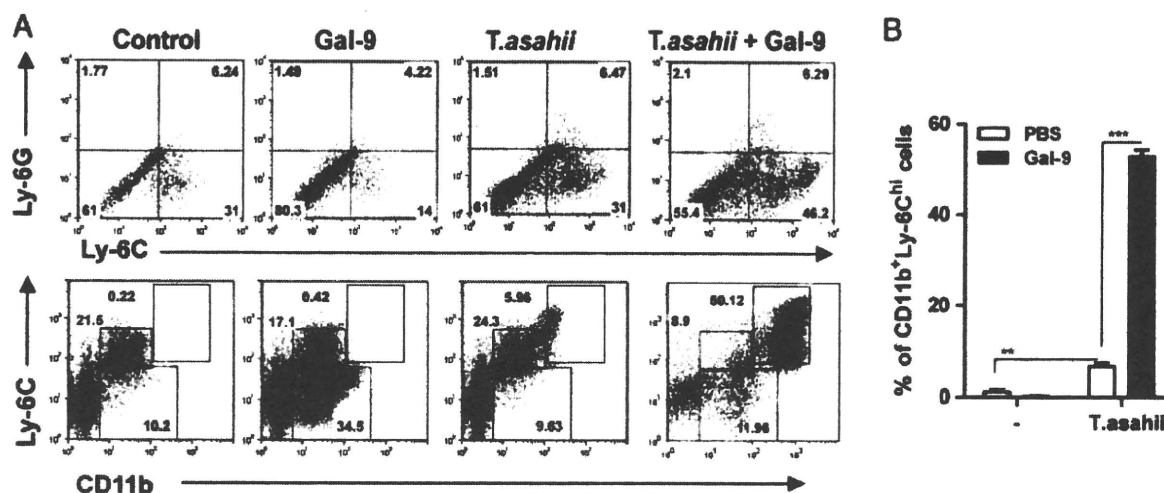 A
B
Control Gal-9 T.asahii T.asahii + Gal-9
Ly-6G
1.77 6.24
61 31
1.49 4.22
80.3 14
1.51 6.47
61 31
2.1 6.29
55.4 46.2
Ly-6C
Ly-6C
0.22
21.5
10.2
0.42
17.1
34.5
5.96
24.3
9.63
8.9
11.96
CD11b
% of CD11b+Ly-6Chi cells
60
40
20
0
PBS
Gal-9
***
**
- T.asahii